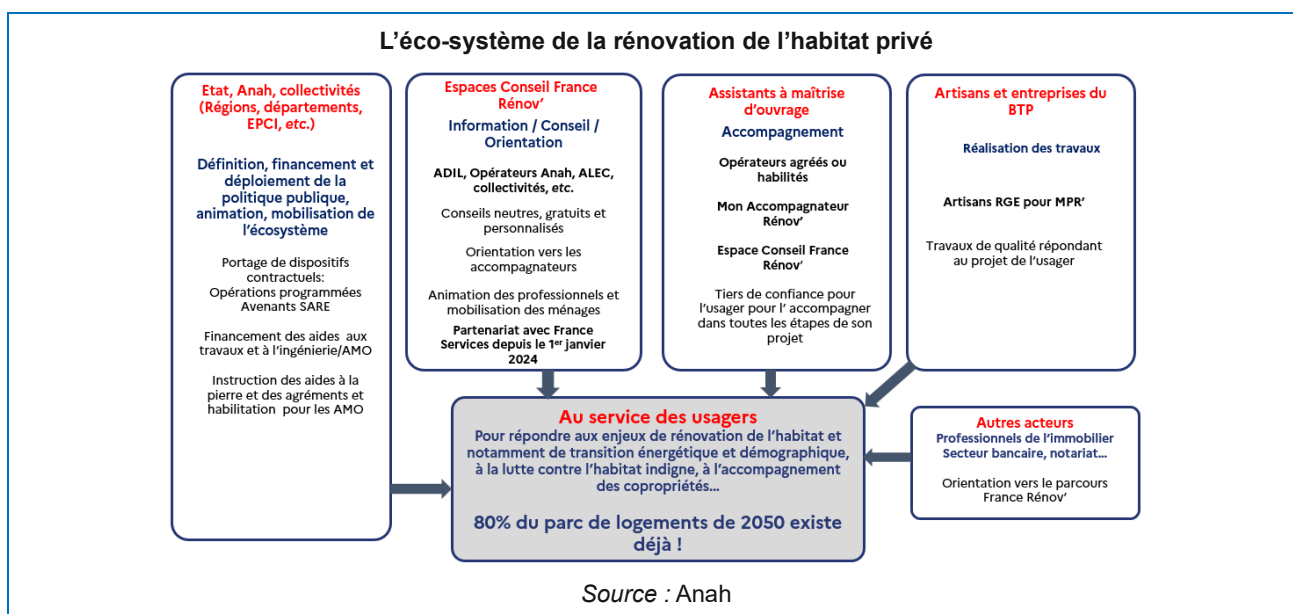 L’éco-système de la rénovation de l’habitat privé
Etat, Anah, collectivités
(Régions, départements,
EPCI, etc.)
Définition, financement et
déploiement de la
politique publique,
animation, mobilisation de
l’écosystème
Portage de dispositifs
contractuels:
Opérations programmées
Avenants SARE
Financement des aides aux
travaux et à l’ingénierie/AMO
Instruction des aides à la
pierre et des agréments et
habilitation pour les AMO
Espaces Conseil France
Rénov’
Information / Conseil /
Orientation
ADIL, Opérateurs Anah, ALEC,
collectivités, etc.
Conseils neutres, gratuits et
personnalisés
Orientation vers les
accompagnateurs
Animation des professionnels et
mobilisation des ménages
Partenariat avec France
Services depuis le 1er janvier
2024
Assistants à maîtrise
d’ouvrage
Accompagnement
Opérateurs agréés ou
habilités
Mon Accompagnateur
Rénov’
Espace Conseil France
Rénov’
Tiers de confiance pour
l’usager pour l’ accompagner
dans toutes les étapes de son
projet
Artisans et entreprises du
BTP
Réalisation des travaux
Artisans RGE pour MPR’
Travaux de qualité répondant
au projet de l’usager
Au service des usagers
Pour répondre aux enjeux de rénovation de l’habitat et
notamment de transition énergétique et démographique,
à la lutte contre l’habitat indigne, à l’accompagnement
des copropriétés…
80% du parc de logements de 2050 existe
déjà !
Autres acteurs
Professionnels de l’immobilier
Secteur bancaire, notariat…
Orientation vers le parcours
France Rénov’
Source : Anah